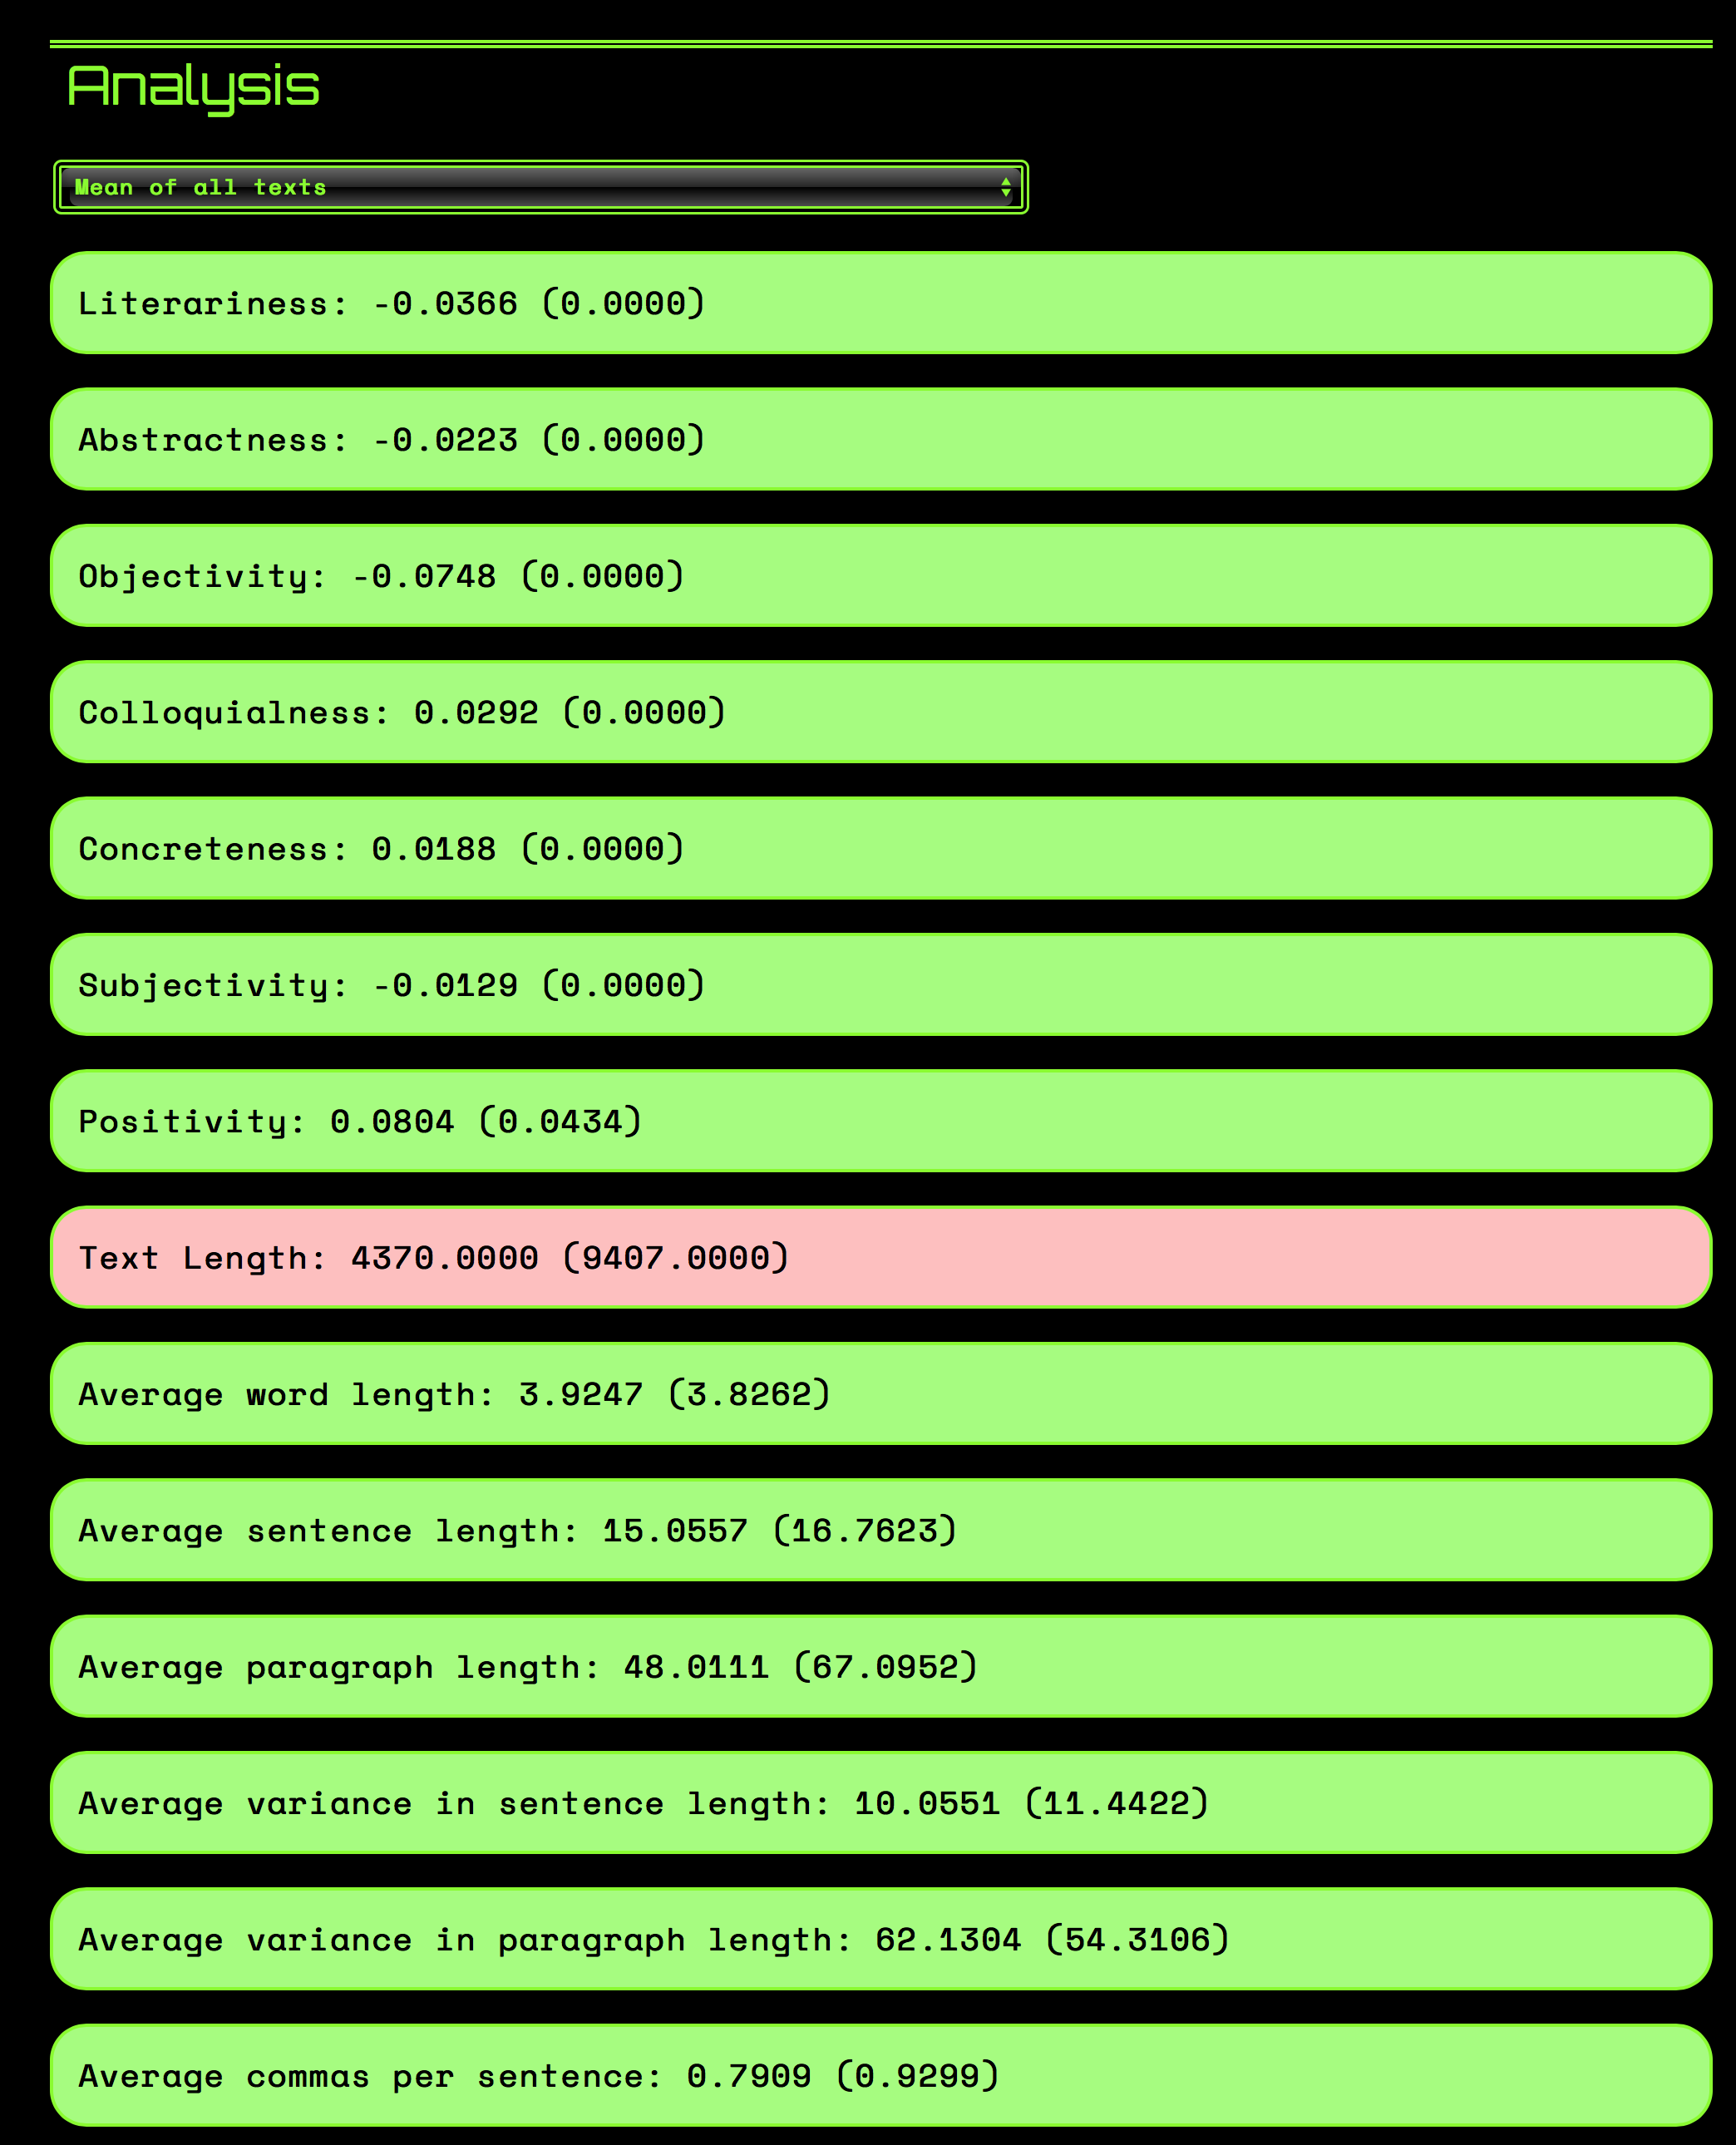 Analysis
Mean of all texts
Literariness: -0.0366 (0.0000)
Abstractness: -0.0223 (0.0000)
Objectivity: -0.0748 (0.0000)
Colloquialness: 0.0292 (0.0000)
Concreteness: 0.0188 (0.0000)
Subjectivity: -0.0129 (0.0000)
Positivity: 0.0804 (0.0434)
Text Length: 4370.0000 (9407.0000)
Average word length: 3.9247 (3.8262)
Average sentence length: 15.0557 (16.7623)
Average paragraph length: 48.0111 (67.0952)
Average variance in sentence length: 10.0551 (11.4422)
Average variance in paragraph length: 62.1304 (54.3106)
Average commas per sentence: 0.7909 (0.9299)